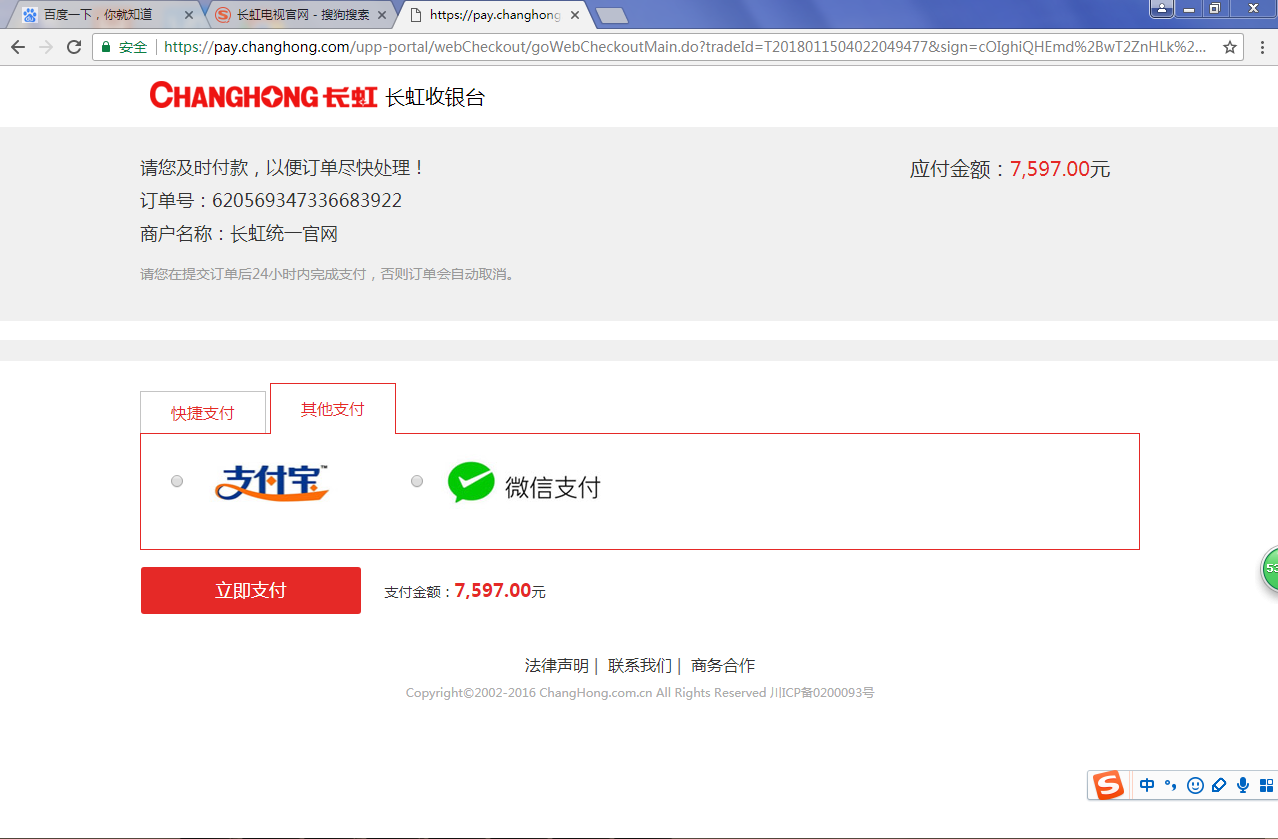 百度一下，你就知道
长虹电视官网 - 搜狗搜索
https://pay.changhong
安全
https://pay.changhong.com/upp-portal/webCheckout/goWebCheckoutMain.do?tradeId=T2018011504022049477&sign=cOIghiQHEmd%2BwT2ZnHLk%2...
CHANGHONG 长虹 长虹收银台
请您及时付款，以便订单尽快处理！
应付金额：7,597.00元
订单号：620569347336683922
商户名称：长虹统一官网
请您在提交订单后24小时内完成支付，否则订单会自动取消。
快捷支付
其他支付
支付宝™
微信支付
53
立即支付
支付金额：7,597.00元
法律声明 | 联系我们 | 商务合作
Copyright©2002-2016 ChangHong.com.cn All Rights Reserved 川ICP备0200093号
S 中